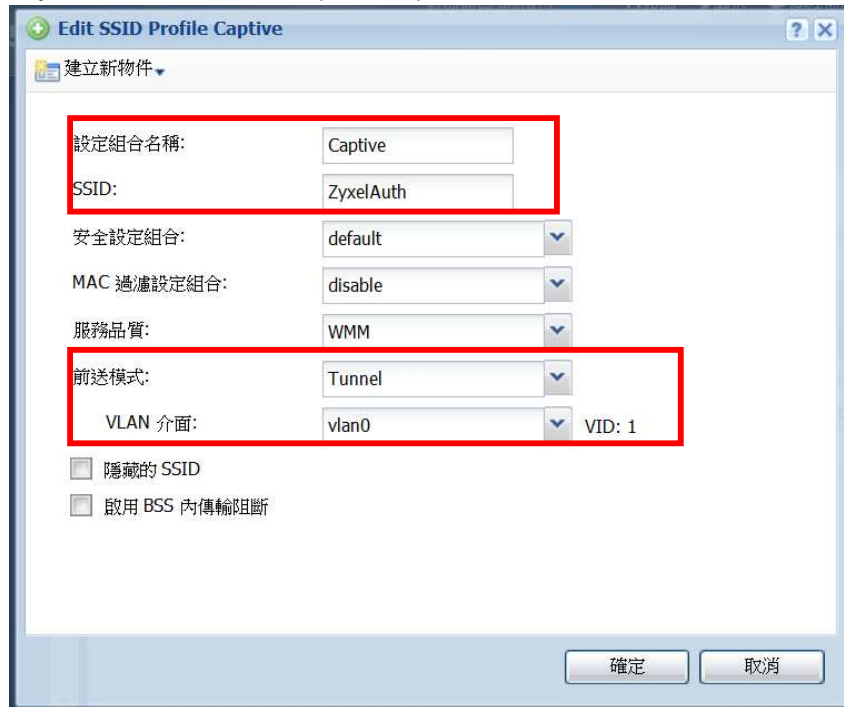 Edit SSID Profile Captive
建立新物件
設定組合名稱: Captive
SSID: ZyxelAuth
安全設定組合: default
MAC 過濾設定組合: disable
服務品質: WMM
前送模式: Tunnel
VLAN 介面: vlan0 VID: 1
隱藏的 SSID
啟用 BSS 內傳輸阻斷
確定 取消